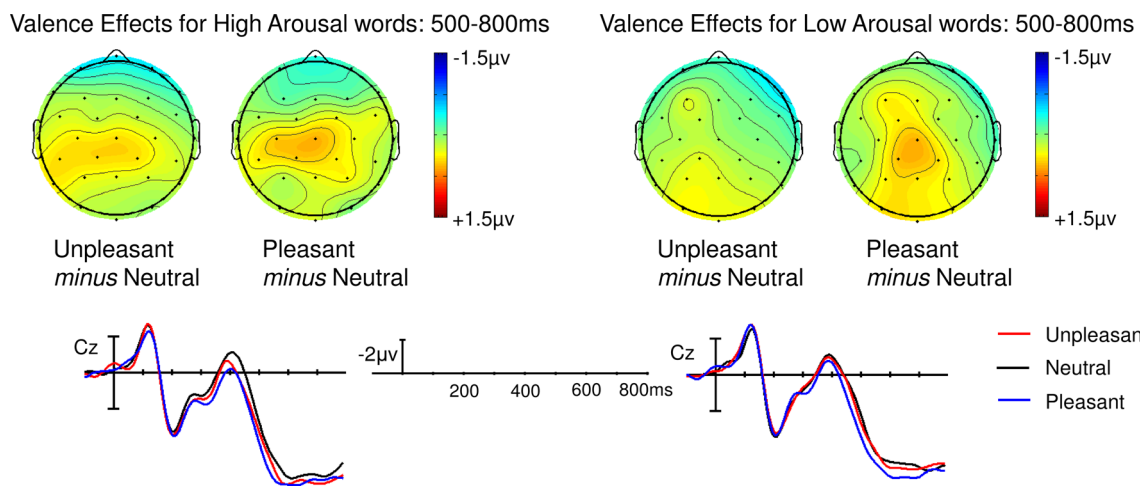 Valence Effects for High Arousal words: 500-800ms
Valence Effects for Low Arousal words: 500-800ms
-1.5μv
+1.5μv
-1.5μv
+1.5μv
Unpleasant
minus Neutral
Pleasant
minus Neutral
Unpleasant
minus Neutral
Pleasant
minus Neutral
Cz
-2μv
200 400 600 800ms
Cz
Unpleasant
Neutral
Pleasant